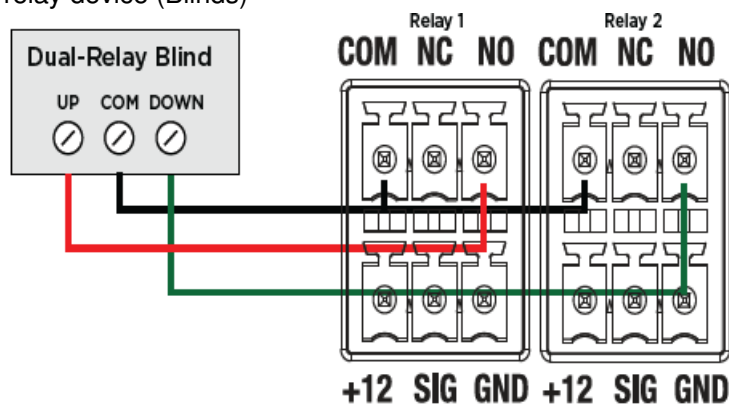 relay device (Blinds)
Relay 1 Relay 2
COM NC NO COM NC NO
Dual-Relay Blind
UP COM DOWN
+12 SIG GND +12 SIG GND